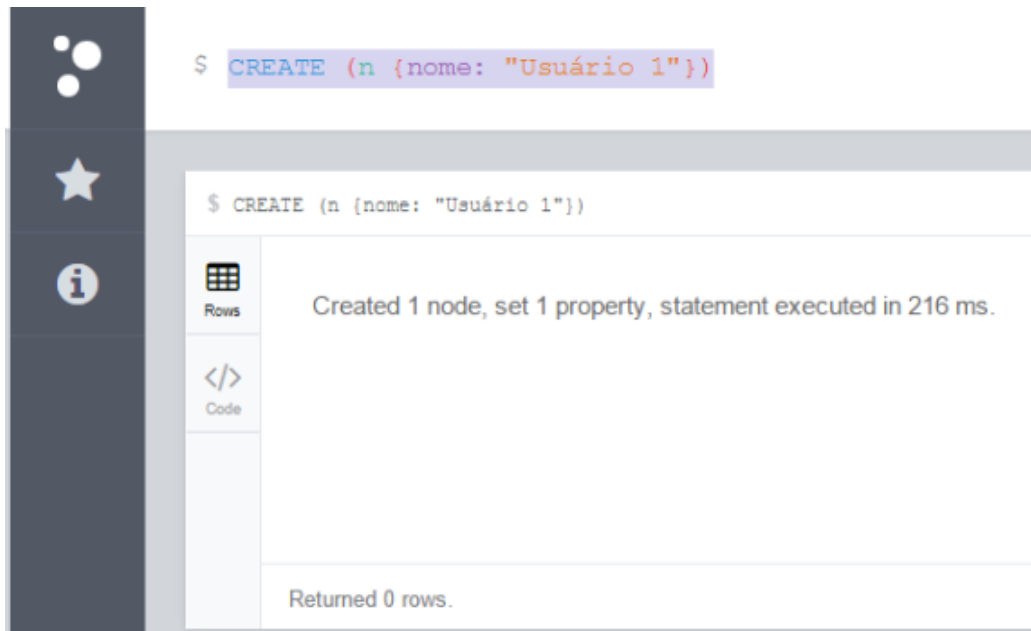 $ CREATE (n {nome: "Usuário 1"})
$ CREATE (n {nome: "Usuário 1"})
Rows
Created 1 node, set 1 property, statement executed in 216 ms.
</>
Code
Returned 0 rows.